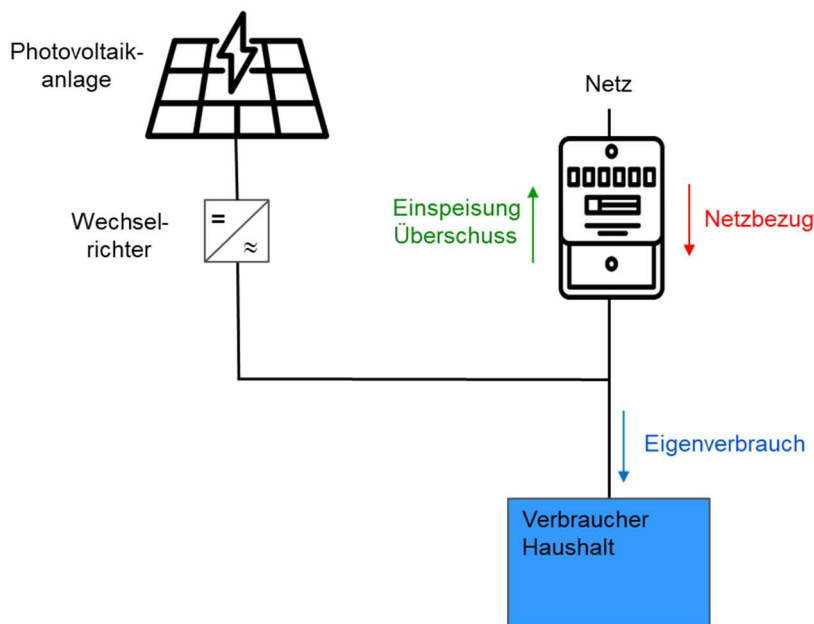 Photovoltaik-
anlage
Netz
Wechsel-
richter
=
≈
Einspeisung
Überschuss
Netzbezug
Eigenverbrauch
Verbraucher
Haushalt